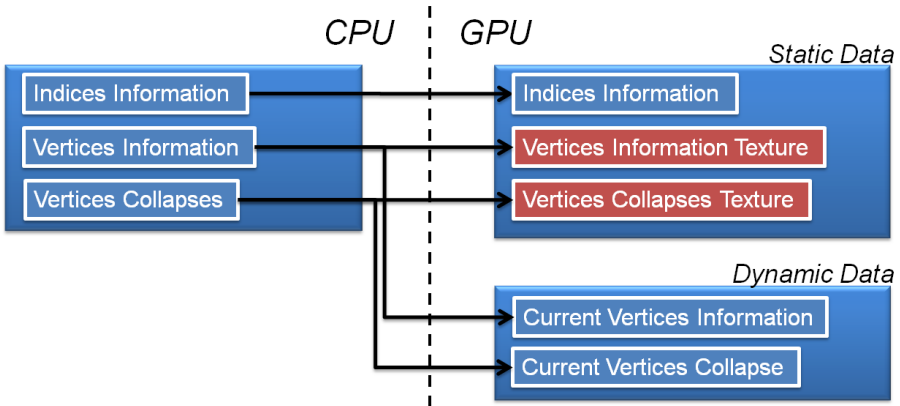 CPU
GPU
Static Data
Indices Information
Vertices Information
Vertices Collapses
Indices Information
Vertices Information Texture
Vertices Collapses Texture
Dynamic Data
Current Vertices Information
Current Vertices Collapse